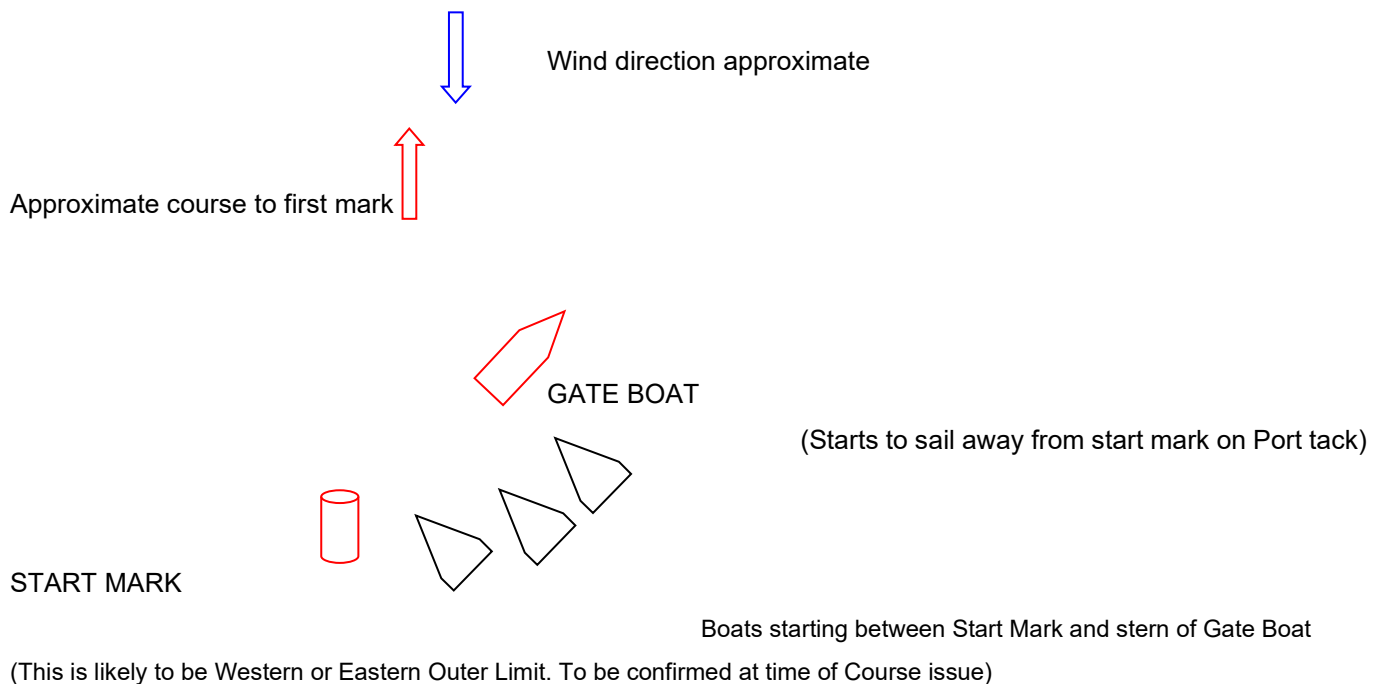 Wind direction approximate
Approximate course to first mark
GATE BOAT
(Starts to sail away from start mark on Port tack)
START MARK
Boats starting between Start Mark and stern of Gate Boat
(This is likely to be Western or Eastern Outer Limit. To be confirmed at time of Course issue)